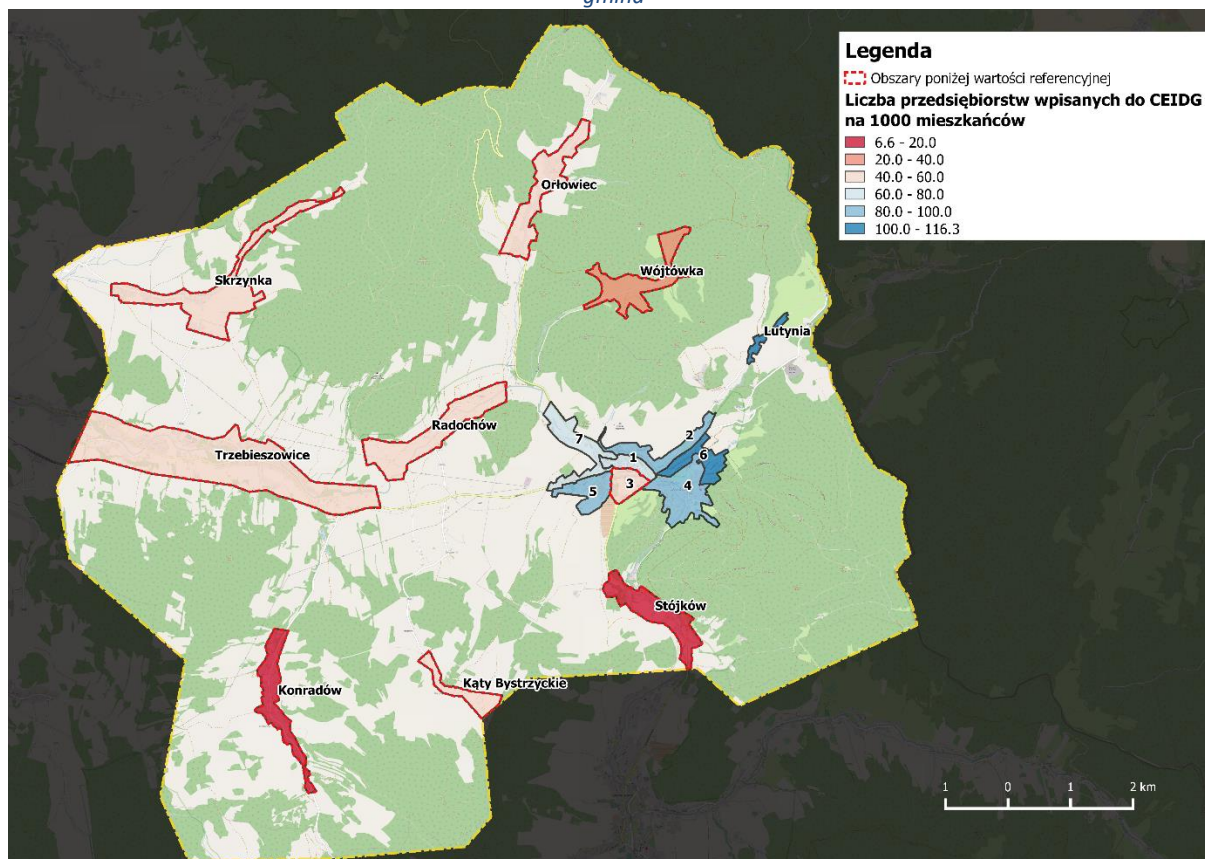 gmina
Legenda
Obszary poniżej wartości referencyjnej
Liczba przedsiębiorstw wpisanych do CEIDG
na 1000 mieszkańców
6.6 - 20.0
20.0 - 40.0
40.0 - 60.0
60.0 - 80.0
80.0 - 100.0
100.0 - 116.3
Orłowiec
Skrzynka
Wójtówka
Lutynia
Radochów
Trzebieszowice
7
1
2
6
3
5
4
Stójków
Konradów
Kąty Bystrzyckie
1 0 1 2 km